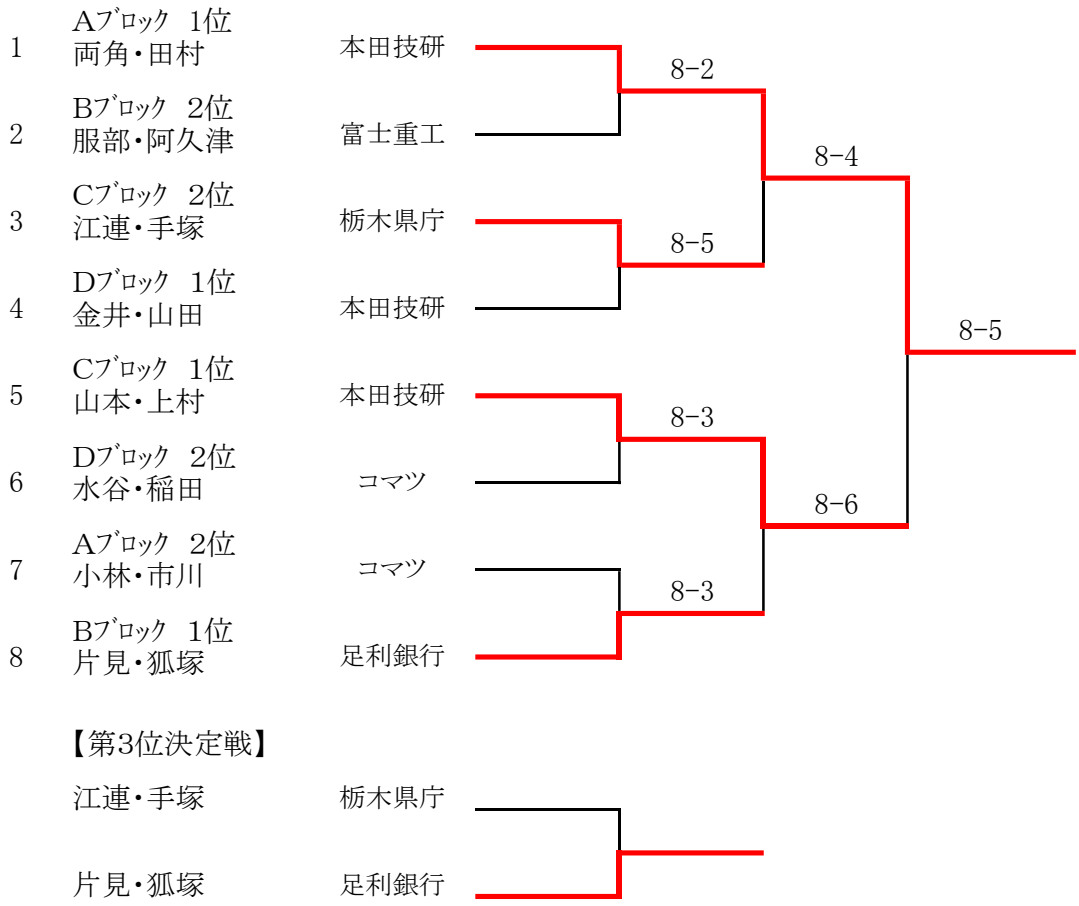 Aブロック 1位
1 両角・田村 本田技研
8-2
Bブロック 2位
2 服部・阿久津 富士重工
8-4
Cブロック 2位
3 江連・手塚 栃木県庁
8-5
Dブロック 1位
4 金井・山田 本田技研
8-5
Cブロック 1位
5 山本・上村 本田技研
8-3
Dブロック 2位
6 水谷・稲田 コマツ
8-6
Aブロック 2位
7 小林・市川 コマツ
8-3
Bブロック 1位
8 片見・狐塚 足利銀行
【第3位決定戦】
江連・手塚 栃木県庁
片見・狐塚 足利銀行